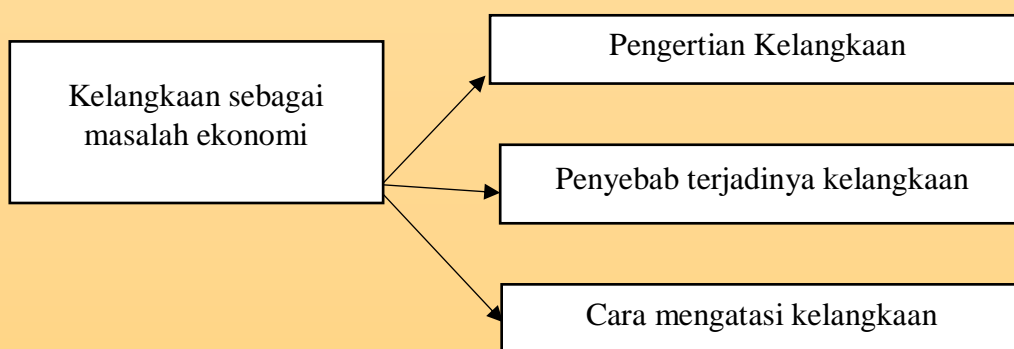 Kelangkaan sebagai
masalah ekonomi
Pengertian Kelangkaan
Penyebab terjadinya kelangkaan
Cara mengatasi kelangkaan